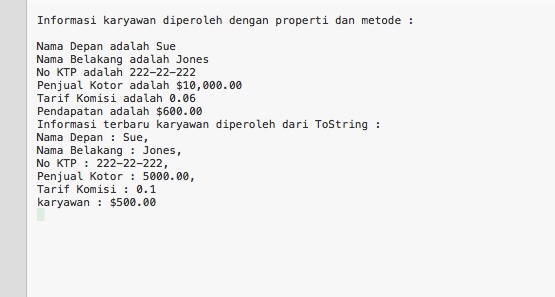 Informasi karyawan diperoleh dengan properti dan metode :
Nama Depan adalah Sue
Nama Belakang adalah Jones
No KTP adalah 222-22-222
Penjual Kotor adalah $10,000.00
Tarif Komisi adalah 0.06
Pendapatan adalah $600.00
Informasi terbaru karyawan diperoleh dari ToString :
Nama Depan : Sue,
Nama Belakang : Jones,
No KTP : 222-22-222,
Penjual Kotor : 5000.00,
Tarif Komisi : 0.1
karyawan : $500.00